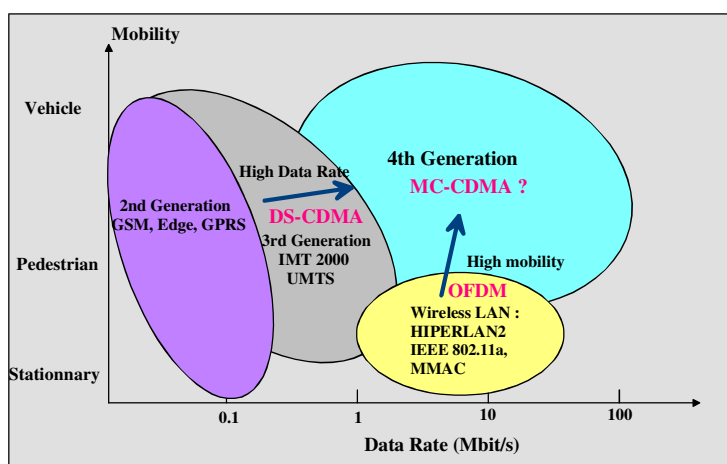 Mobility
Vehicle
Pedestrian
Stationnary
2nd Generation
GSM, Edge, GPRS
High Data Rate
DS-CDMA
3rd Generation
IMT 2000
UMTS
4th Generation
MC-CDMA ?
High mobility
OFDM
Wireless LAN :
HIPERLAN2
IEEE 802.11a,
MMAC
0.1
1
10
100
Data Rate (Mbit/s)